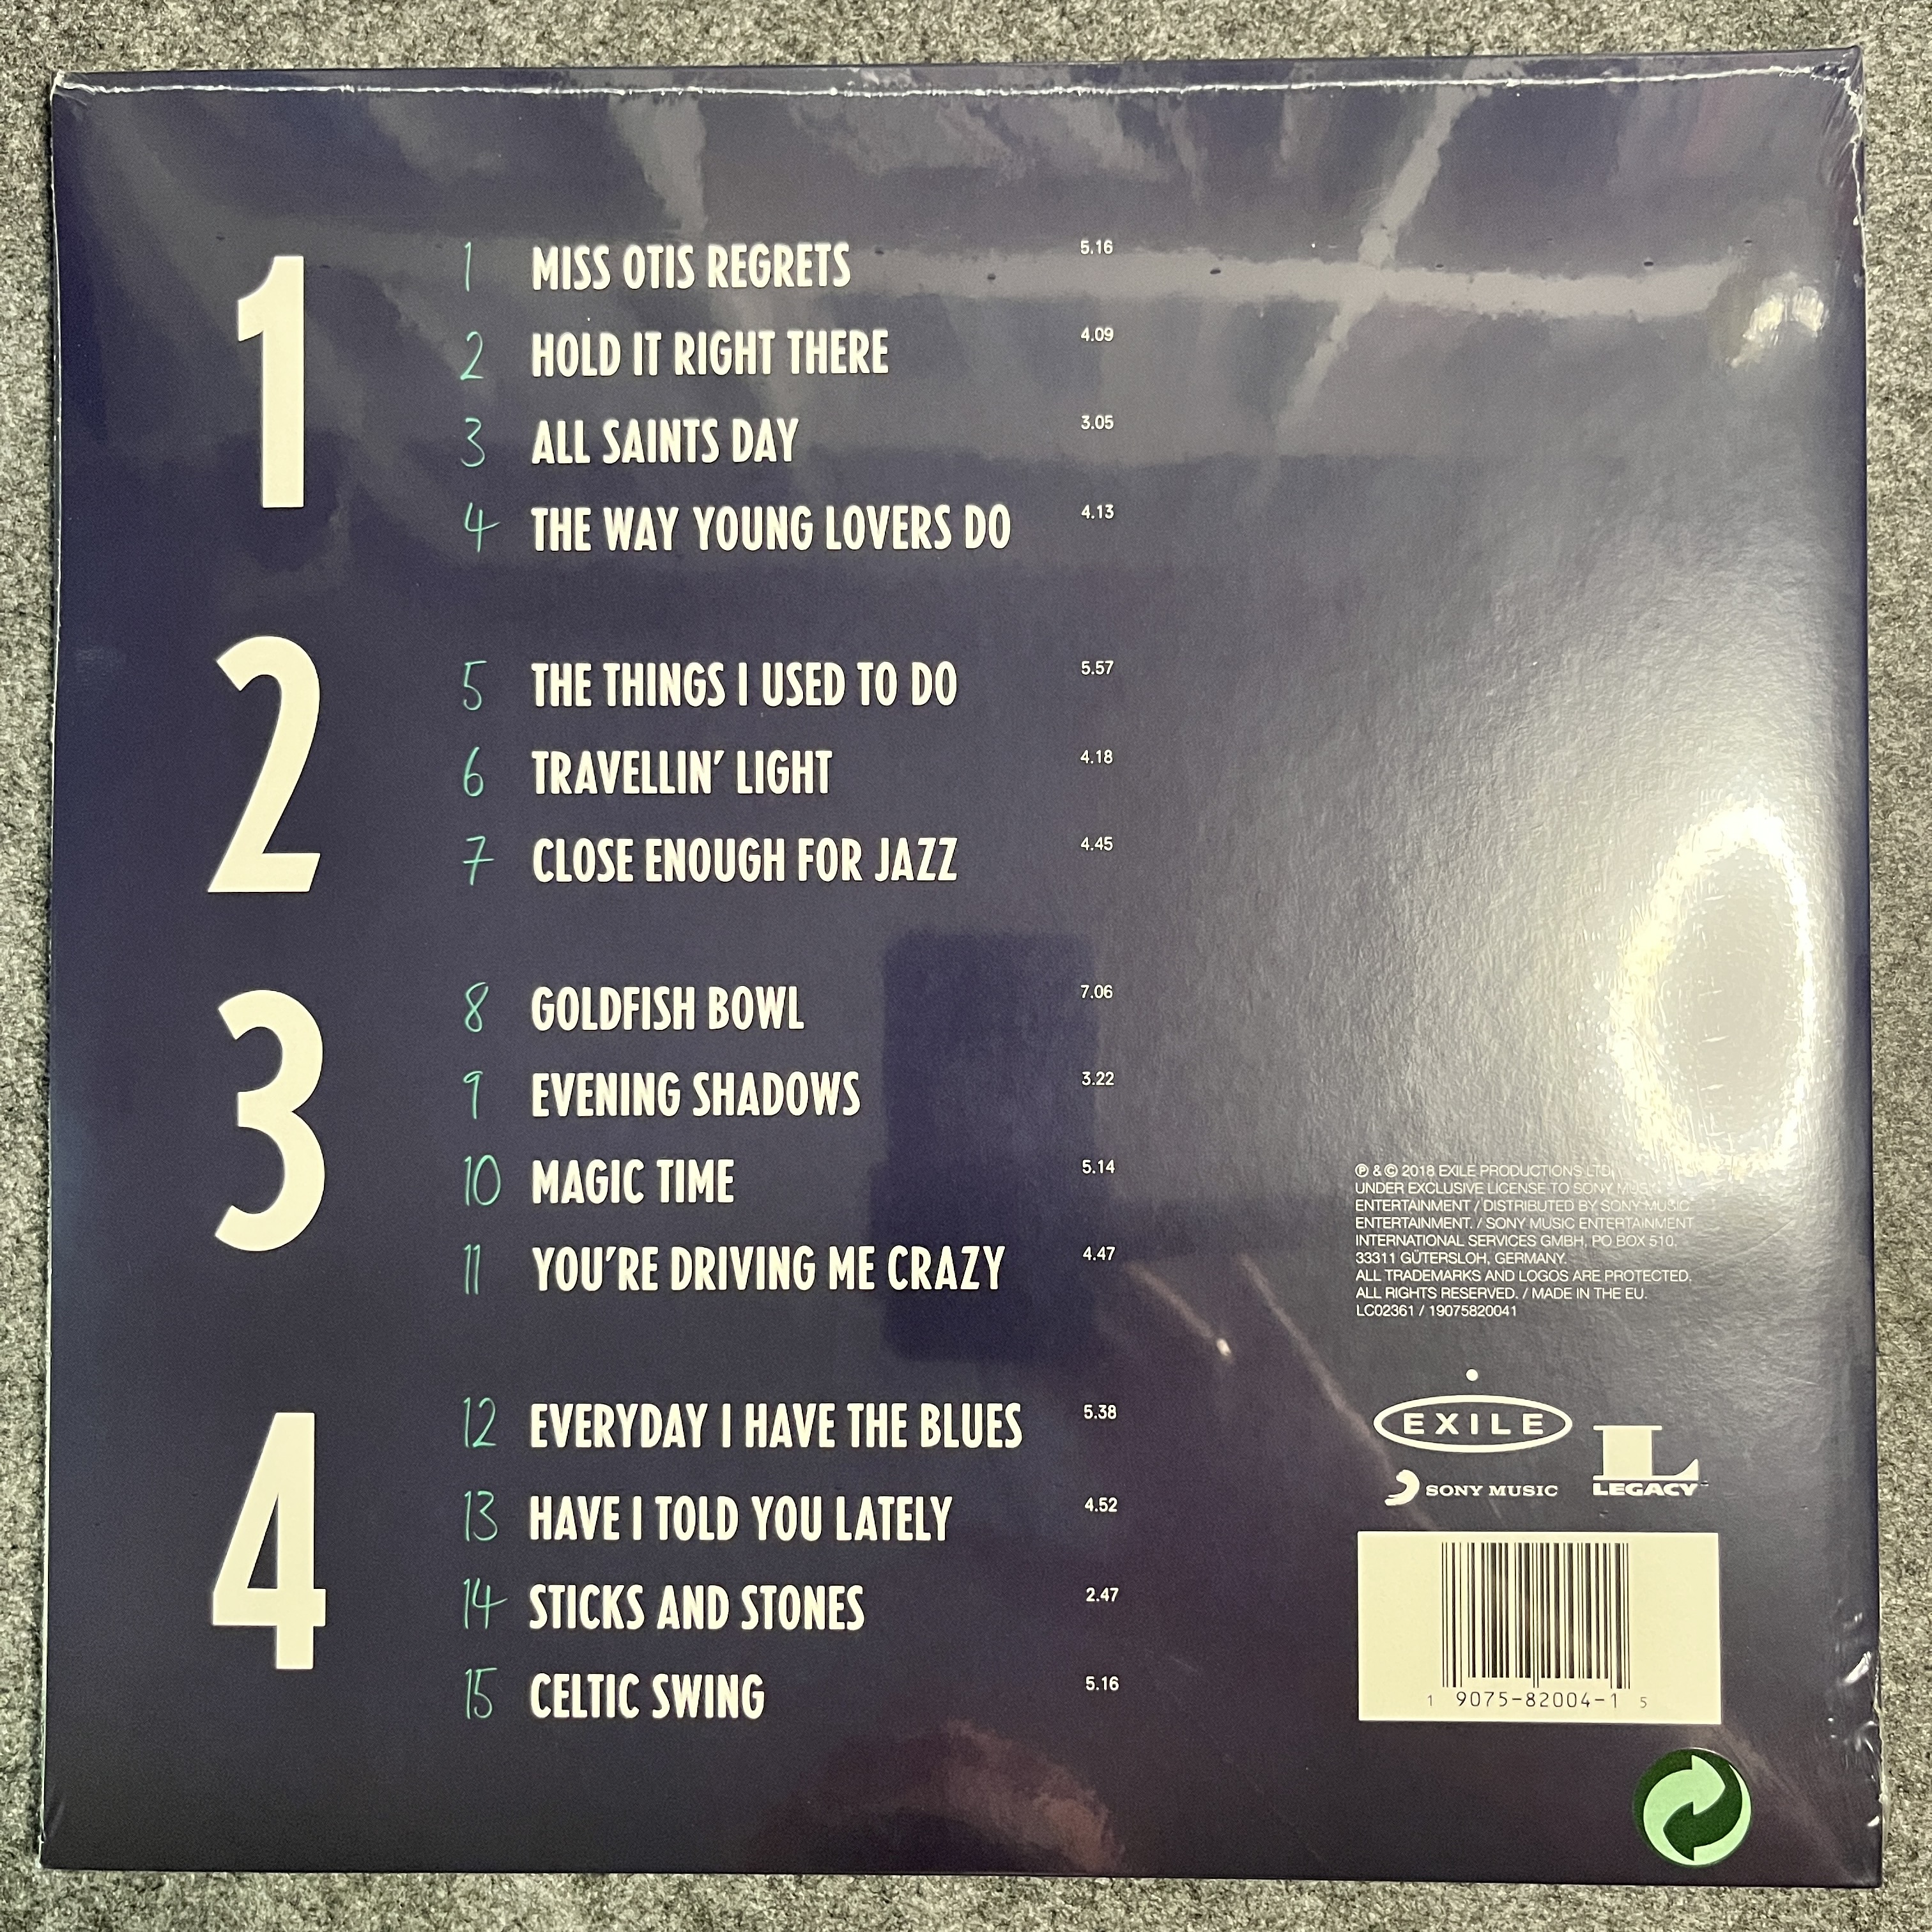 1
1 MISS OTIS REGRETS 5.16
2 HOLD IT RIGHT THERE 4.09
3 ALL SAINTS DAY 3.05
4 THE WAY YOUNG LOVERS DO 4.13
2
5 THE THINGS I USED TO DO 5.57
6 TRAVELLIN' LIGHT 4.18
7 CLOSE ENOUGH FOR JAZZ 4.45
3
8 GOLDFISH BOWL 7.06
9 EVENING SHADOWS 3.22
10 MAGIC TIME 5.14
11 YOU'RE DRIVING ME CRAZY 4.47
4
12 EVERYDAY I HAVE THE BLUES 5.38
13 HAVE I TOLD YOU LATELY 4.52
14 STICKS AND STONES 2.47
15 CELTIC SWING 5.16
℗ & © 2018 EXILE PRODUCTIONS LTD.
UNDER EXCLUSIVE LICENSE TO SONY MUSIC
ENTERTAINMENT / DISTRIBUTED BY SONY MUSIC
ENTERTAINMENT. / SONY MUSIC ENTERTAINMENT
INTERNATIONAL SERVICES GMBH, PO BOX 510,
33311 GÜTERSLOH, GERMANY.
ALL TRADEMARKS AND LOGOS ARE PROTECTED.
ALL RIGHTS RESERVED. / MADE IN THE EU.
LC02361 / 19075820041
EXILE
SONY MUSIC
L
LEGACY
1 9075-82004-1 5